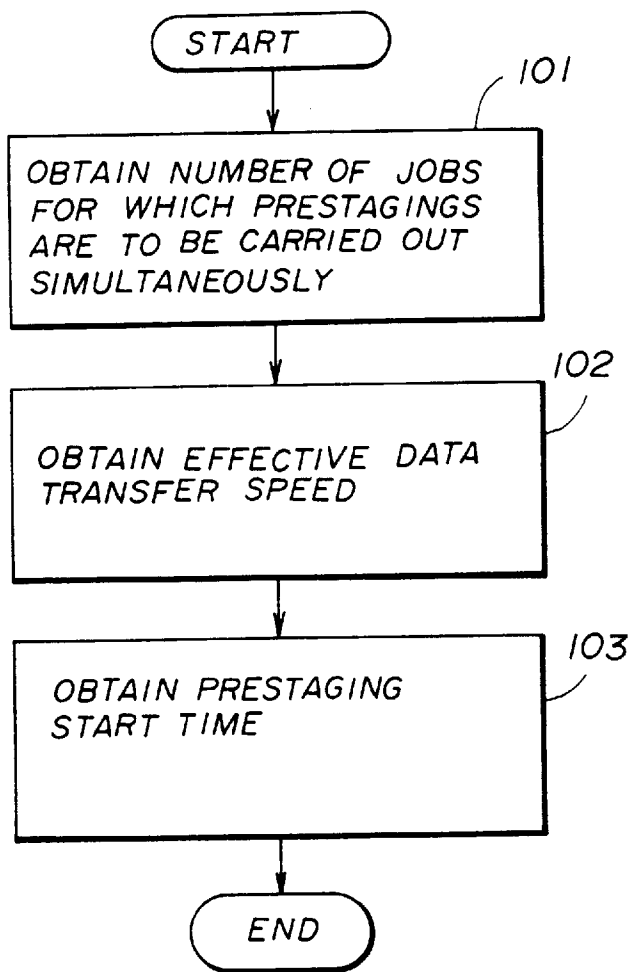 START
101
OBTAIN NUMBER OF JOBS
FOR WHICH PRESTAGINGS
ARE TO BE CARRIED OUT
SIMULTANEOUSLY
102
OBTAIN EFFECTIVE DATA
TRANSFER SPEED
103
OBTAIN PRESTAGING
START TIME
END